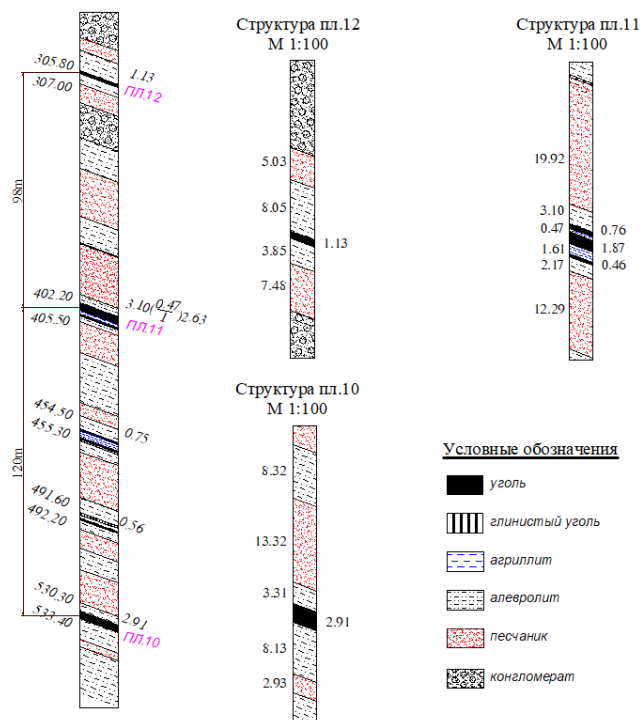 305.80
307.00
1.13
ПЛ.12
98m
402.20
405.50
3.10(0.47/1)2.63
ПЛ.11
454.50
455.30
0.75
120m
491.60
492.20
0.56
530.30
533.40
2.91
ПЛ.10
Структура пл.12
М 1:100
5.03
8.05
3.85
7.48
1.13
Структура пл.11
М 1:100
19.92
3.10
0.47
1.61
2.17
12.29
0.76
1.87
0.46
Структура пл.10
М 1:100
8.32
13.32
3.31
8.13
2.93
2.91
Условные обозначения
уголь
глинистый уголь
агриллит
алевролит
песчаник
конгломерат